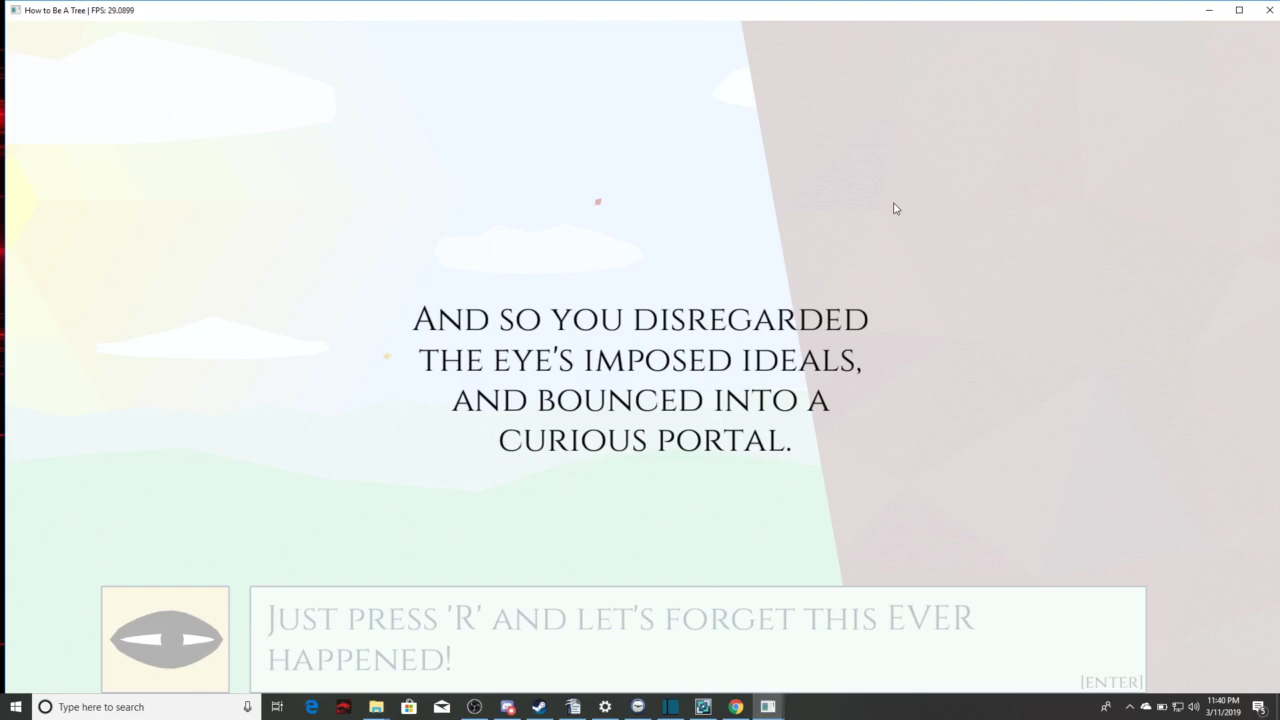 How to Be A Tree | FPS: 29.0899
And so you disregarded
the eye's imposed ideals,
and bounced into a
curious portal.
Just press 'R' and let's forget this EVER
happened!
[Enter]
Type here to search
11:40 PM
3/11/2019
5